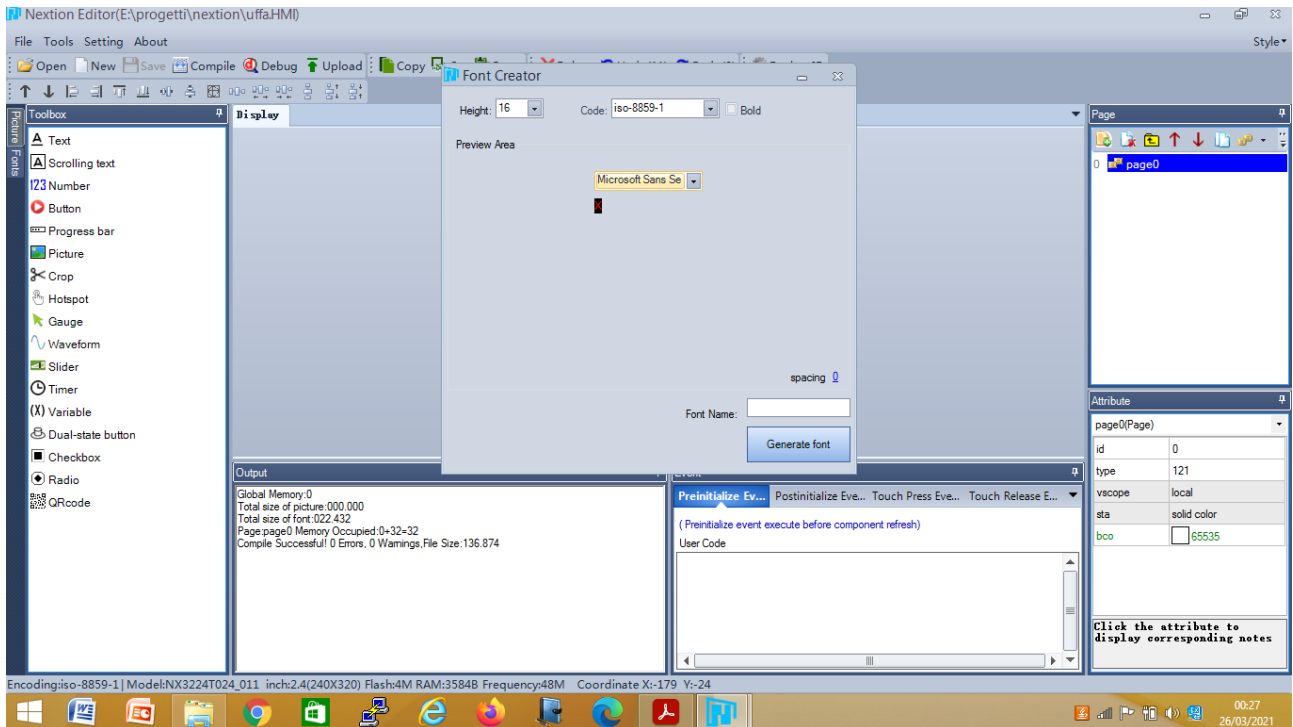 Nextion Editor(E:\progetti\nextion\uffa.HMI)
File Tools Setting About
Style
Open New Save Compile Debug Upload Copy
Font Creator
Height: 16 Code: iso-8859-1 Bold
Preview Area
Microsoft Sans Se
X
spacing 0
Font Name:
Generate font
Picture
Fonts
Toolbox
A Text
A Scrolling text
123 Number
Button
Progress bar
Picture
Crop
Hotspot
Gauge
Waveform
Slider
Timer
(X) Variable
Dual-state button
Checkbox
Radio
QRcode
Display
Output
Global Memory:0
Total size of picture:000.000
Total size of font:022.432
Page:page0 Memory Occupied:0+32=32
Compile Successful! 0 Errors, 0 Warnings,File Size:136.874
Preinitialize Ev... Postinitialize Eve... Touch Press Eve... Touch Release E...
( Preinitialize event execute before component refresh)
User Code
Page
0 page0
Attribute
page0(Page)
id 0
type 121
vscope local
sta solid color
bco 65535
Click the attribute to
display corresponding notes
Encoding:iso-8859-1| Model:NX3224T024_011 inch:2.4(240X320) Flash:4M RAM:3584B Frequency:48M Coordinate X:-179 Y:-24
00:27
26/03/2021